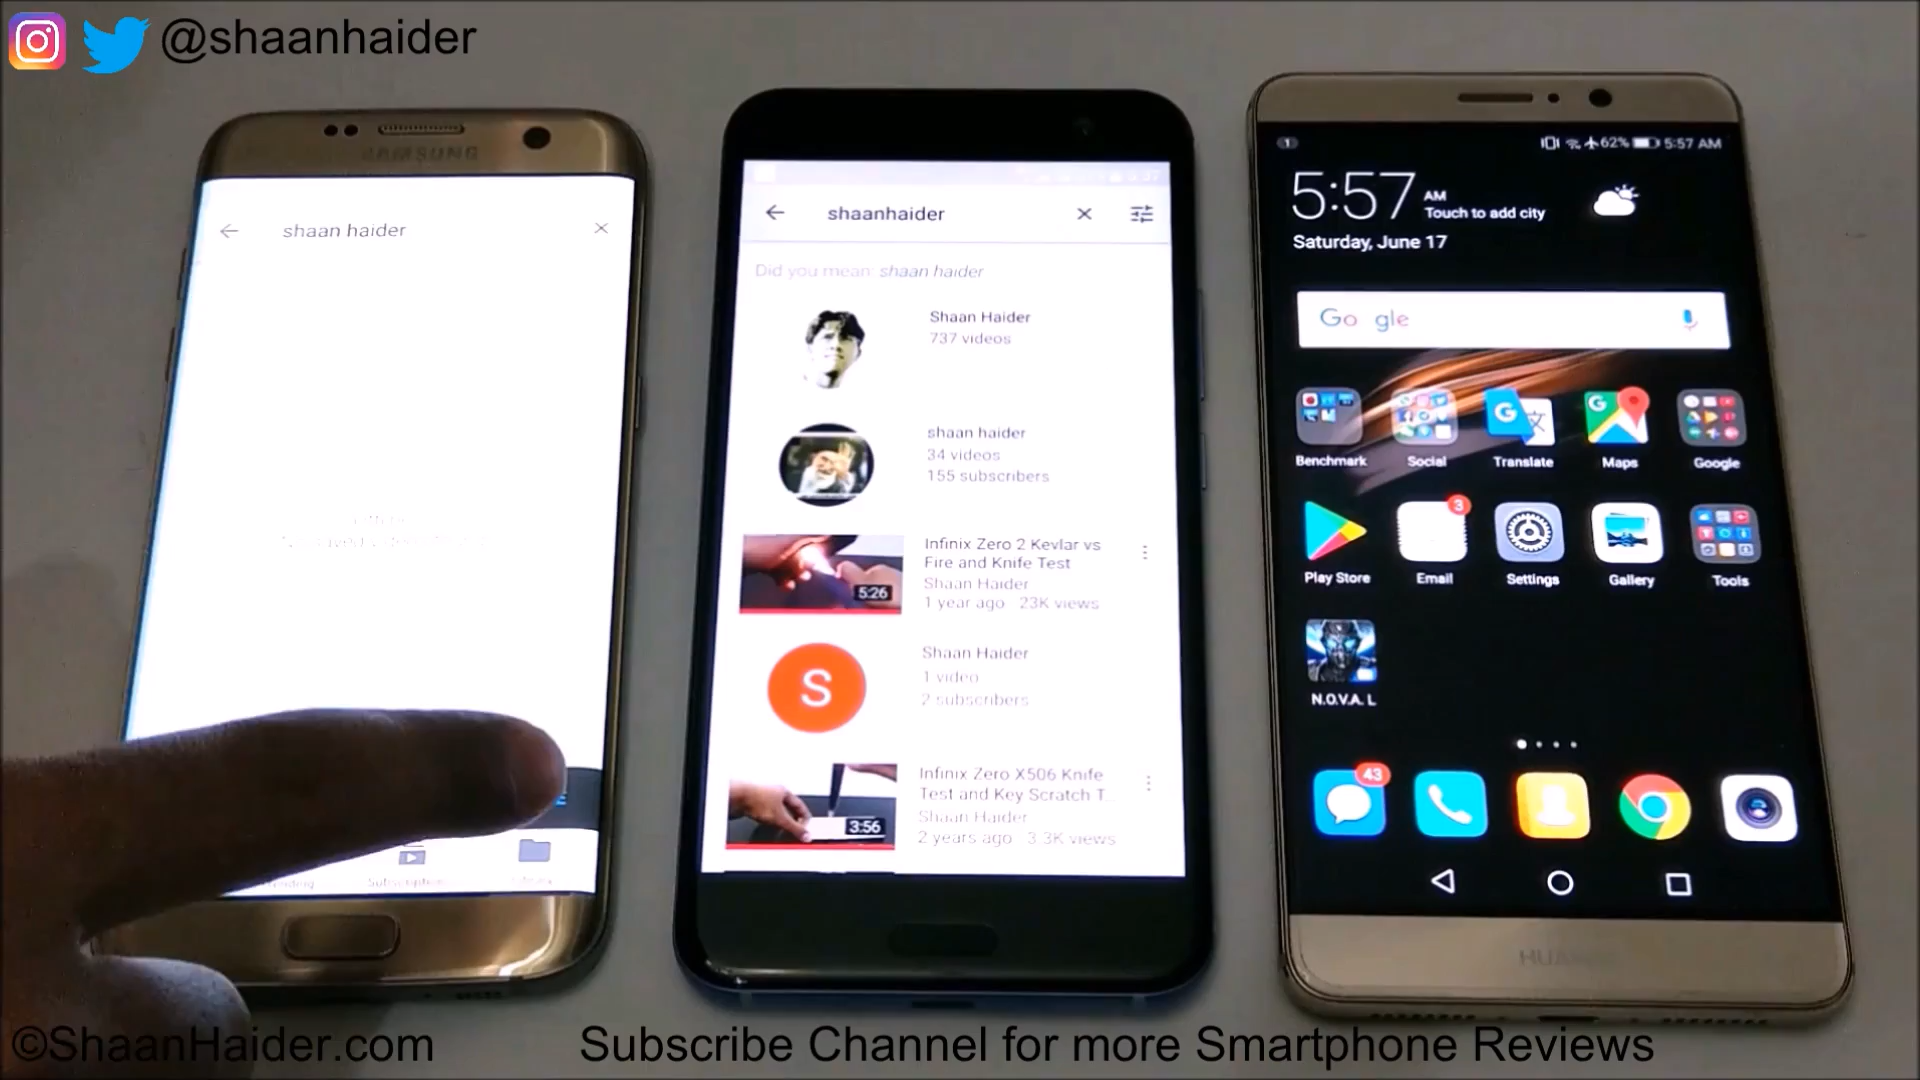 @shaanhaider
SAMSUNG
shaan haider
shaanhaider
Did you mean: shaan haider
Shaan Haider
737 videos
shaan haider
34 videos
155 subscribers
5:26
Infinix Zero 2 Kevlar vs
Fire and Knife Test
Shaan Haider
1 year ago 23K views
S
Shaan Haider
1 video
2 subscribers
3:56
Infinix Zero X506 Knife
Test and Key Scratch T...
Shaan Haider
2 years ago 3.3K views
62% 5:57 AM
5:57 AM
Touch to add city
Saturday, June 17
Go gle
Benchmark Social Translate Maps Google
3
Play Store Email Settings Gallery Tools
N.O.V.A. L
43
HUAWEI
©ShaanHaider.com
Subscribe Channel for more Smartphone Reviews